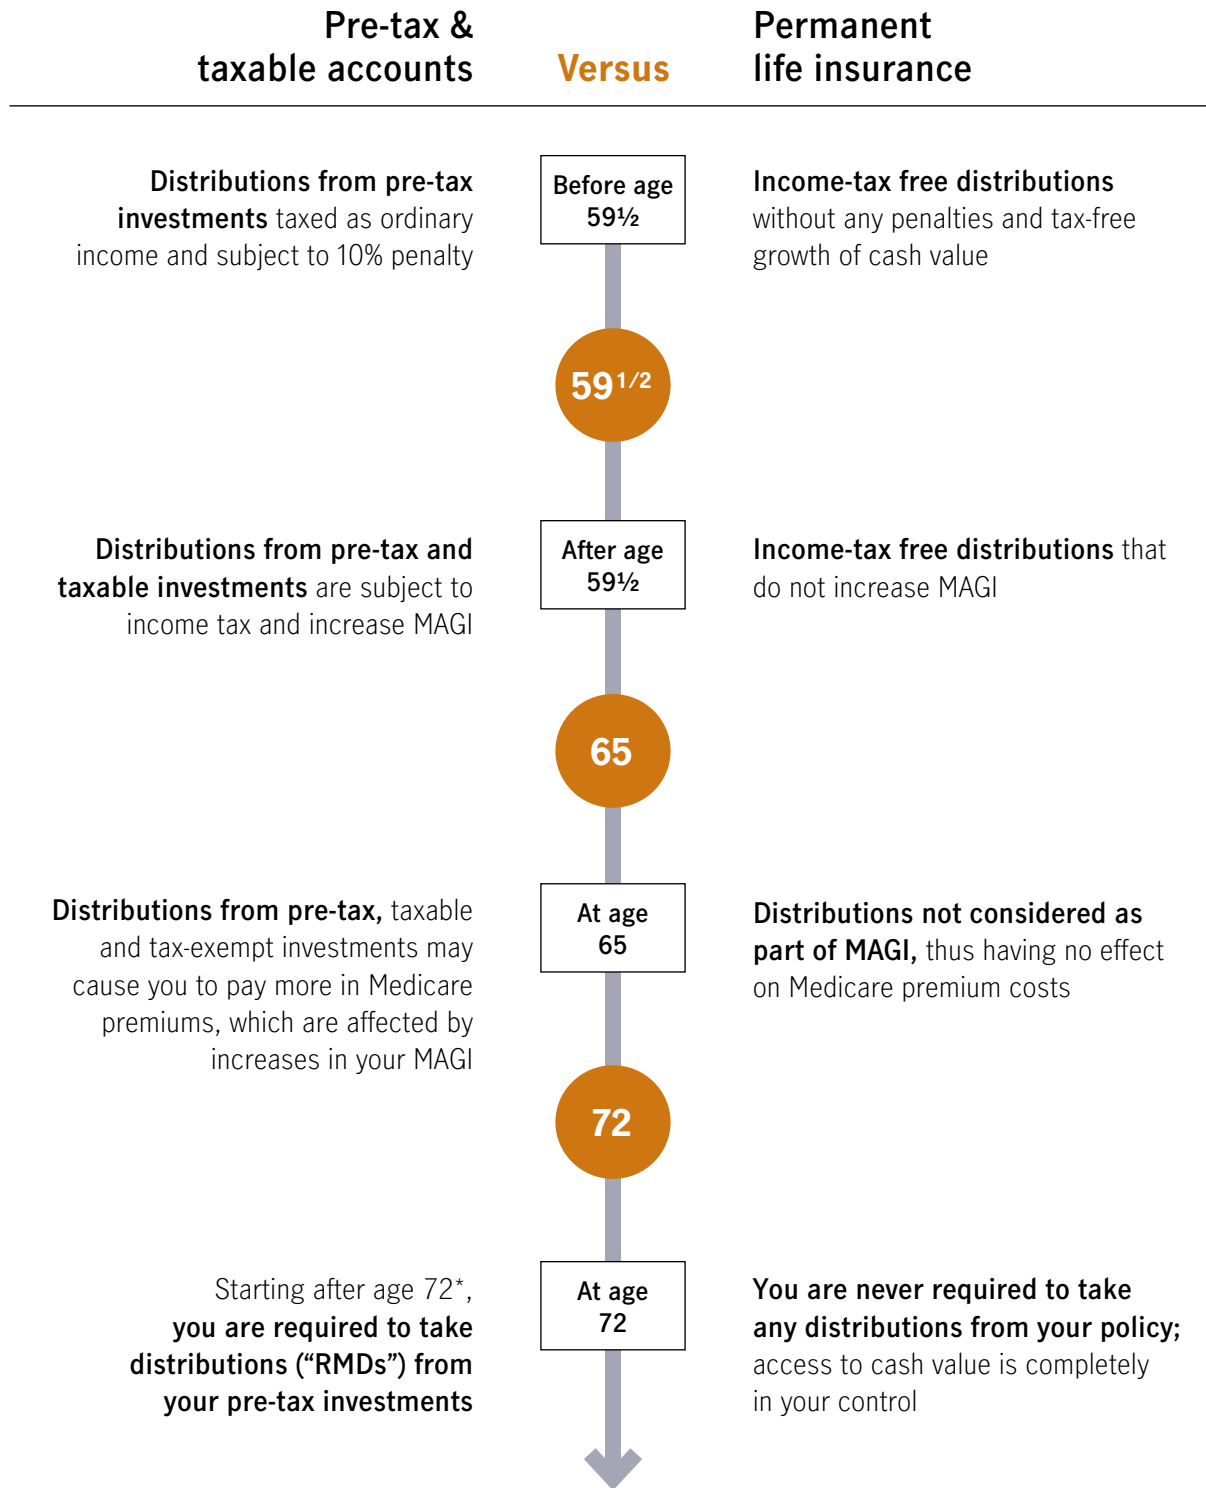 Pre-tax &
taxable accounts
Versus
Permanent
life insurance
Distributions from pre-tax
investments taxed as ordinary
income and subject to 10% penalty
Before age
59½
Income-tax free distributions
without any penalties and tax-free
growth of cash value
59 1/2
Distributions from pre-tax and
taxable investments are subject to
income tax and increase MAGI
After age
59½
Income-tax free distributions that
do not increase MAGI
65
Distributions from pre-tax, taxable
and tax-exempt investments may
cause you to pay more in Medicare
premiums, which are affected by
increases in your MAGI
At age
65
Distributions not considered as
part of MAGI, thus having no effect
on Medicare premium costs
72
Starting after age 72*,
you are required to take
distributions (“RMDs”) from
your pre-tax investments
At age
72
You are never required to take
any distributions from your policy;
access to cash value is completely
in your control